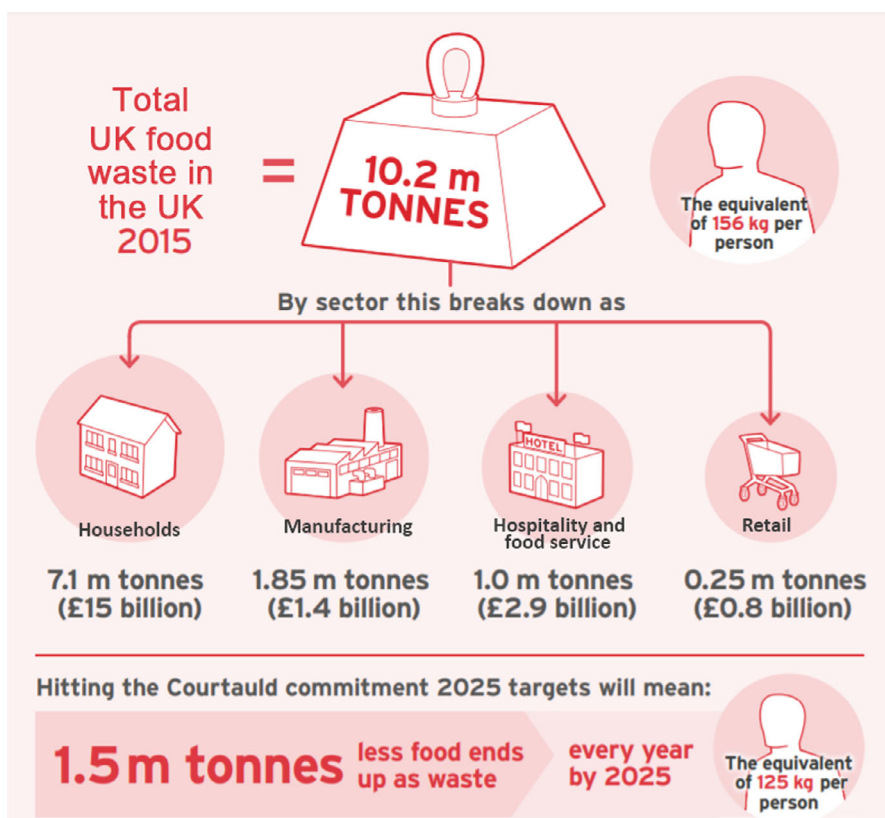 Total
UK food
waste in
the UK
2015
=
10.2 m
TONNES
The equivalent
of 156 kg per
person
By sector this breaks down as
HOTEL
Households
Manufacturing
Hospitality and
food service
Retail
7.1 m tonnes
(£15 billion)
1.85 m tonnes
(£1.4 billion)
1.0 m tonnes
(£2.9 billion)
0.25 m tonnes
(£0.8 billion)
Hitting the Courtauld commitment 2025 targets will mean:
1.5 m tonnes
less food ends
up as waste
every year
by 2025
The equivalent
of 125 kg per
person